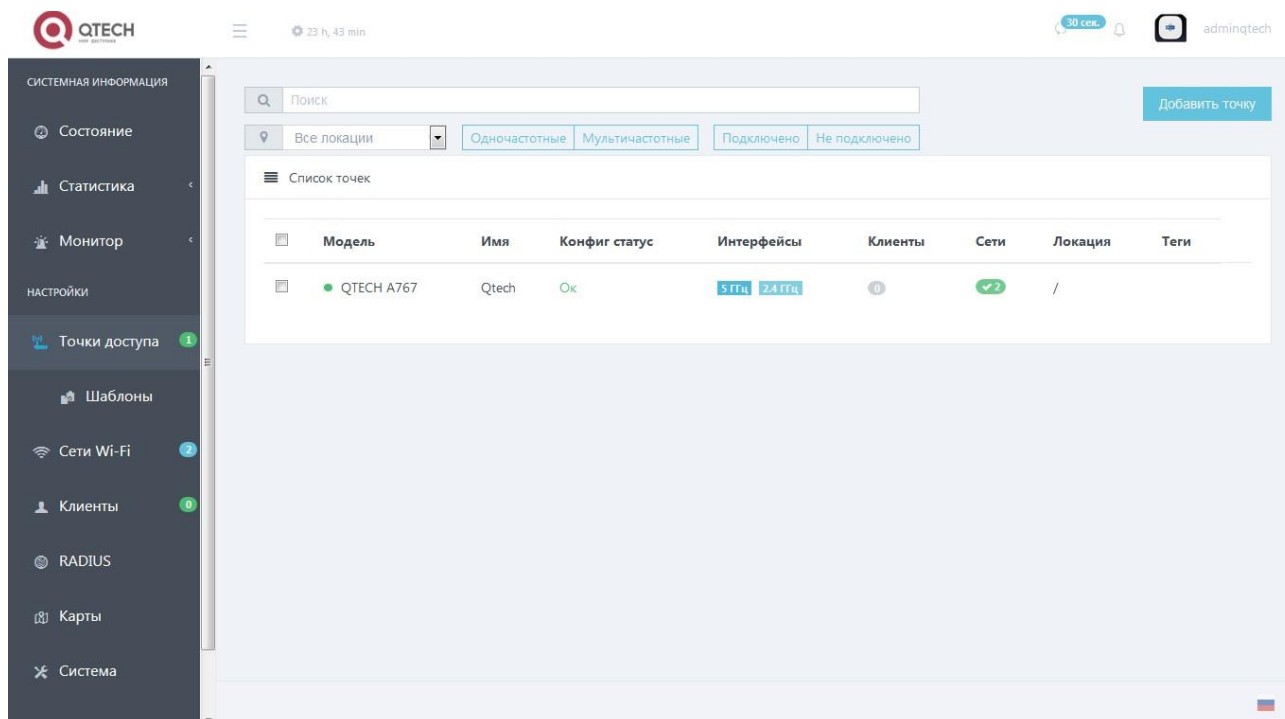 QTECH
23 h, 43 min
30 сек.
adminqtech
СИСТЕМНАЯ ИНФОРМАЦИЯ
Состояние
Статистика
Монитор
НАСТРОЙКИ
Точки доступа 1
Шаблоны
Сети Wi-Fi 2
Клиенты 0
RADIUS
Карты
Система
Поиск
Добавить точку
Все локации
Одночастотные Мультичастотные Подключено Не подключено
Список точек
Модель Имя Конфиг статус Интерфейсы Клиенты Сети Локация Теги
QTECH A767 Qtech Ок 5 ГГц 2.4 ГГц 0 2 /